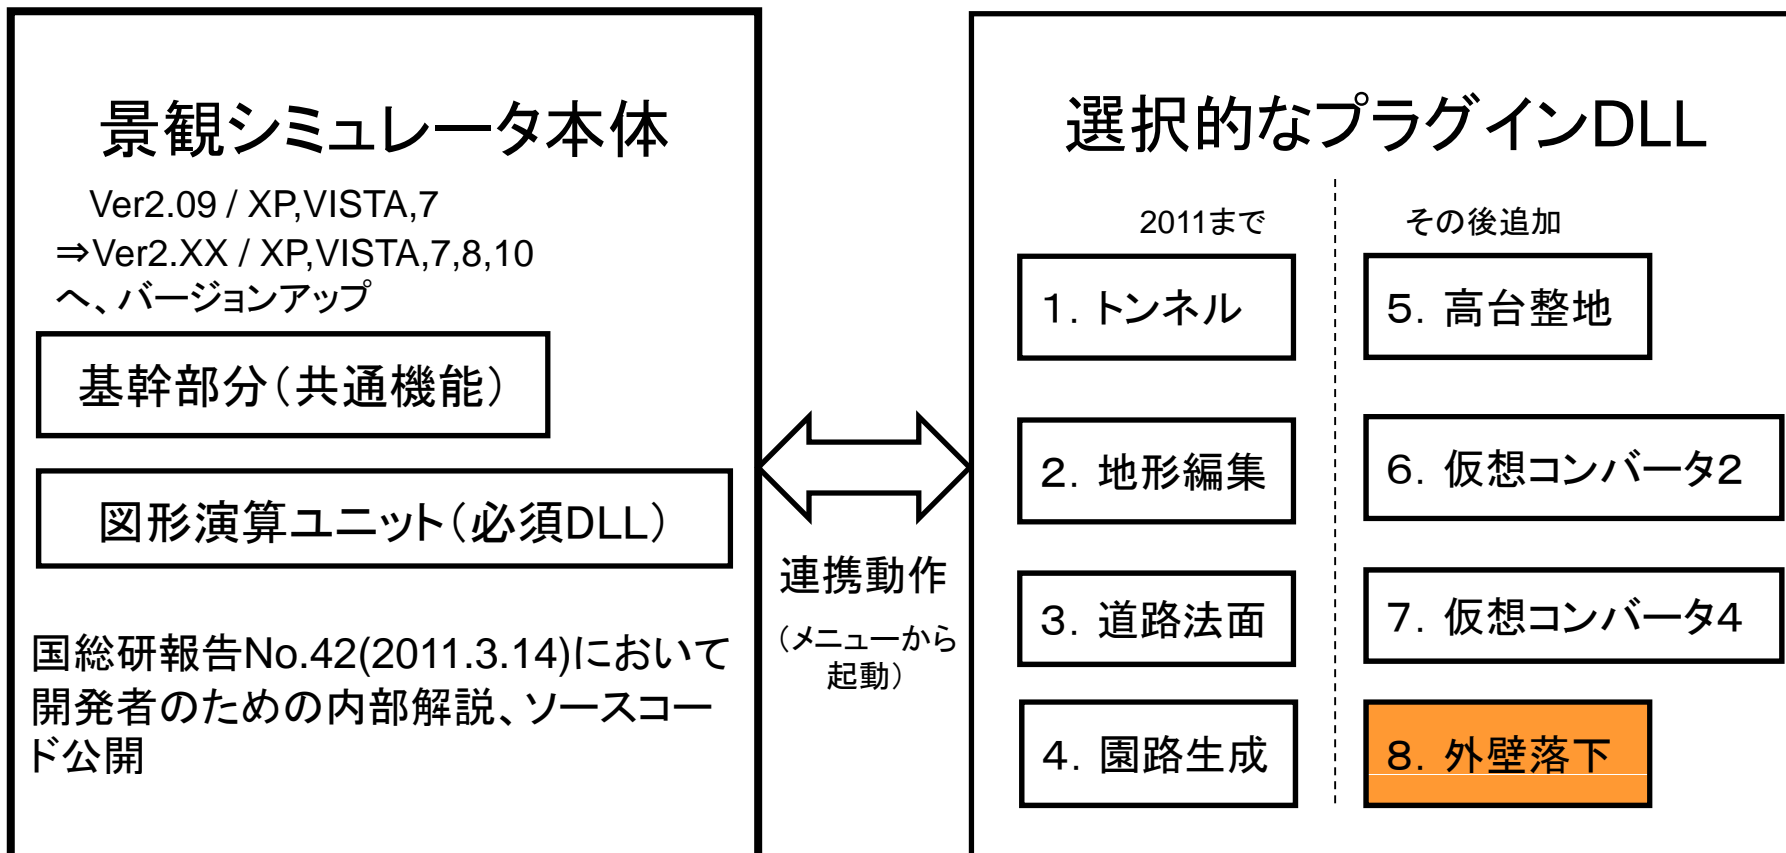 景観シミュレータ本体
Ver2.09 / XP,VISTA,7
⇒Ver2.XX / XP,VISTA,7,8,10
へ、バージョンアップ
基幹部分(共通機能)
図形演算ユニット(必須DLL)
国総研報告No.42(2011.3.14)において
開発者のための内部解説、ソースコー
ド公開
連携動作
(メニューから
起動)
選択的なプラグインDLL
2011まで
1. トンネル
2. 地形編集
3. 道路法面
4. 園路生成
その後追加
5. 高台整地
6. 仮想コンバータ2
7. 仮想コンバータ4
8. 外壁落下